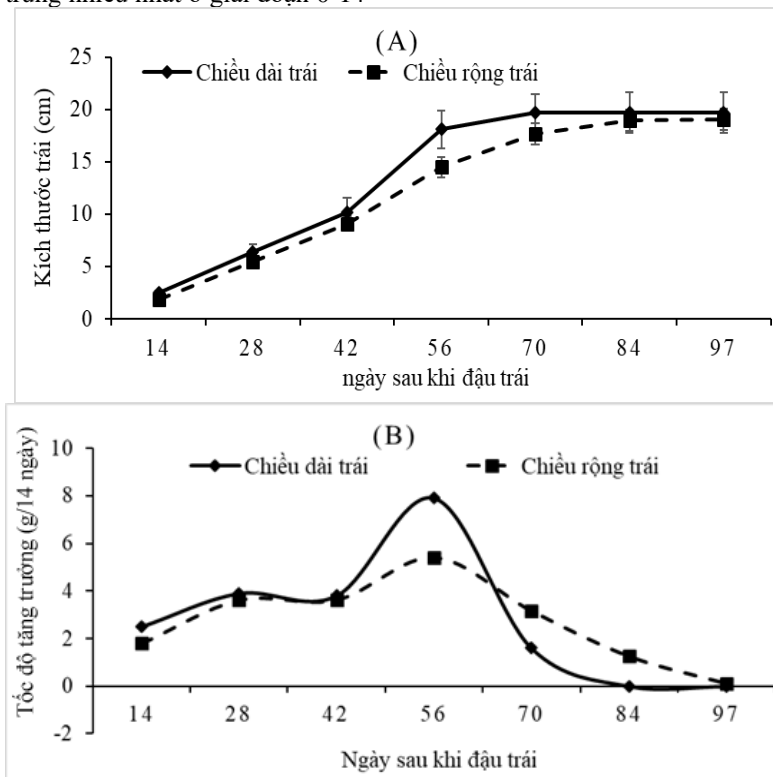 (A)
Chiều dài trái Chiều rộng trái
Kích thước trái (cm)
25
20
15
10
5
0
14 28 42 56 70 84 97
ngày sau khi đậu trái
(B)
Chiều dài trái Chiều rộng trái
Tốc độ tăng trưởng (g/14 ngày)
10
8
6
4
2
0
-2
14 28 42 56 70 84 97
Ngày sau khi đậu trái